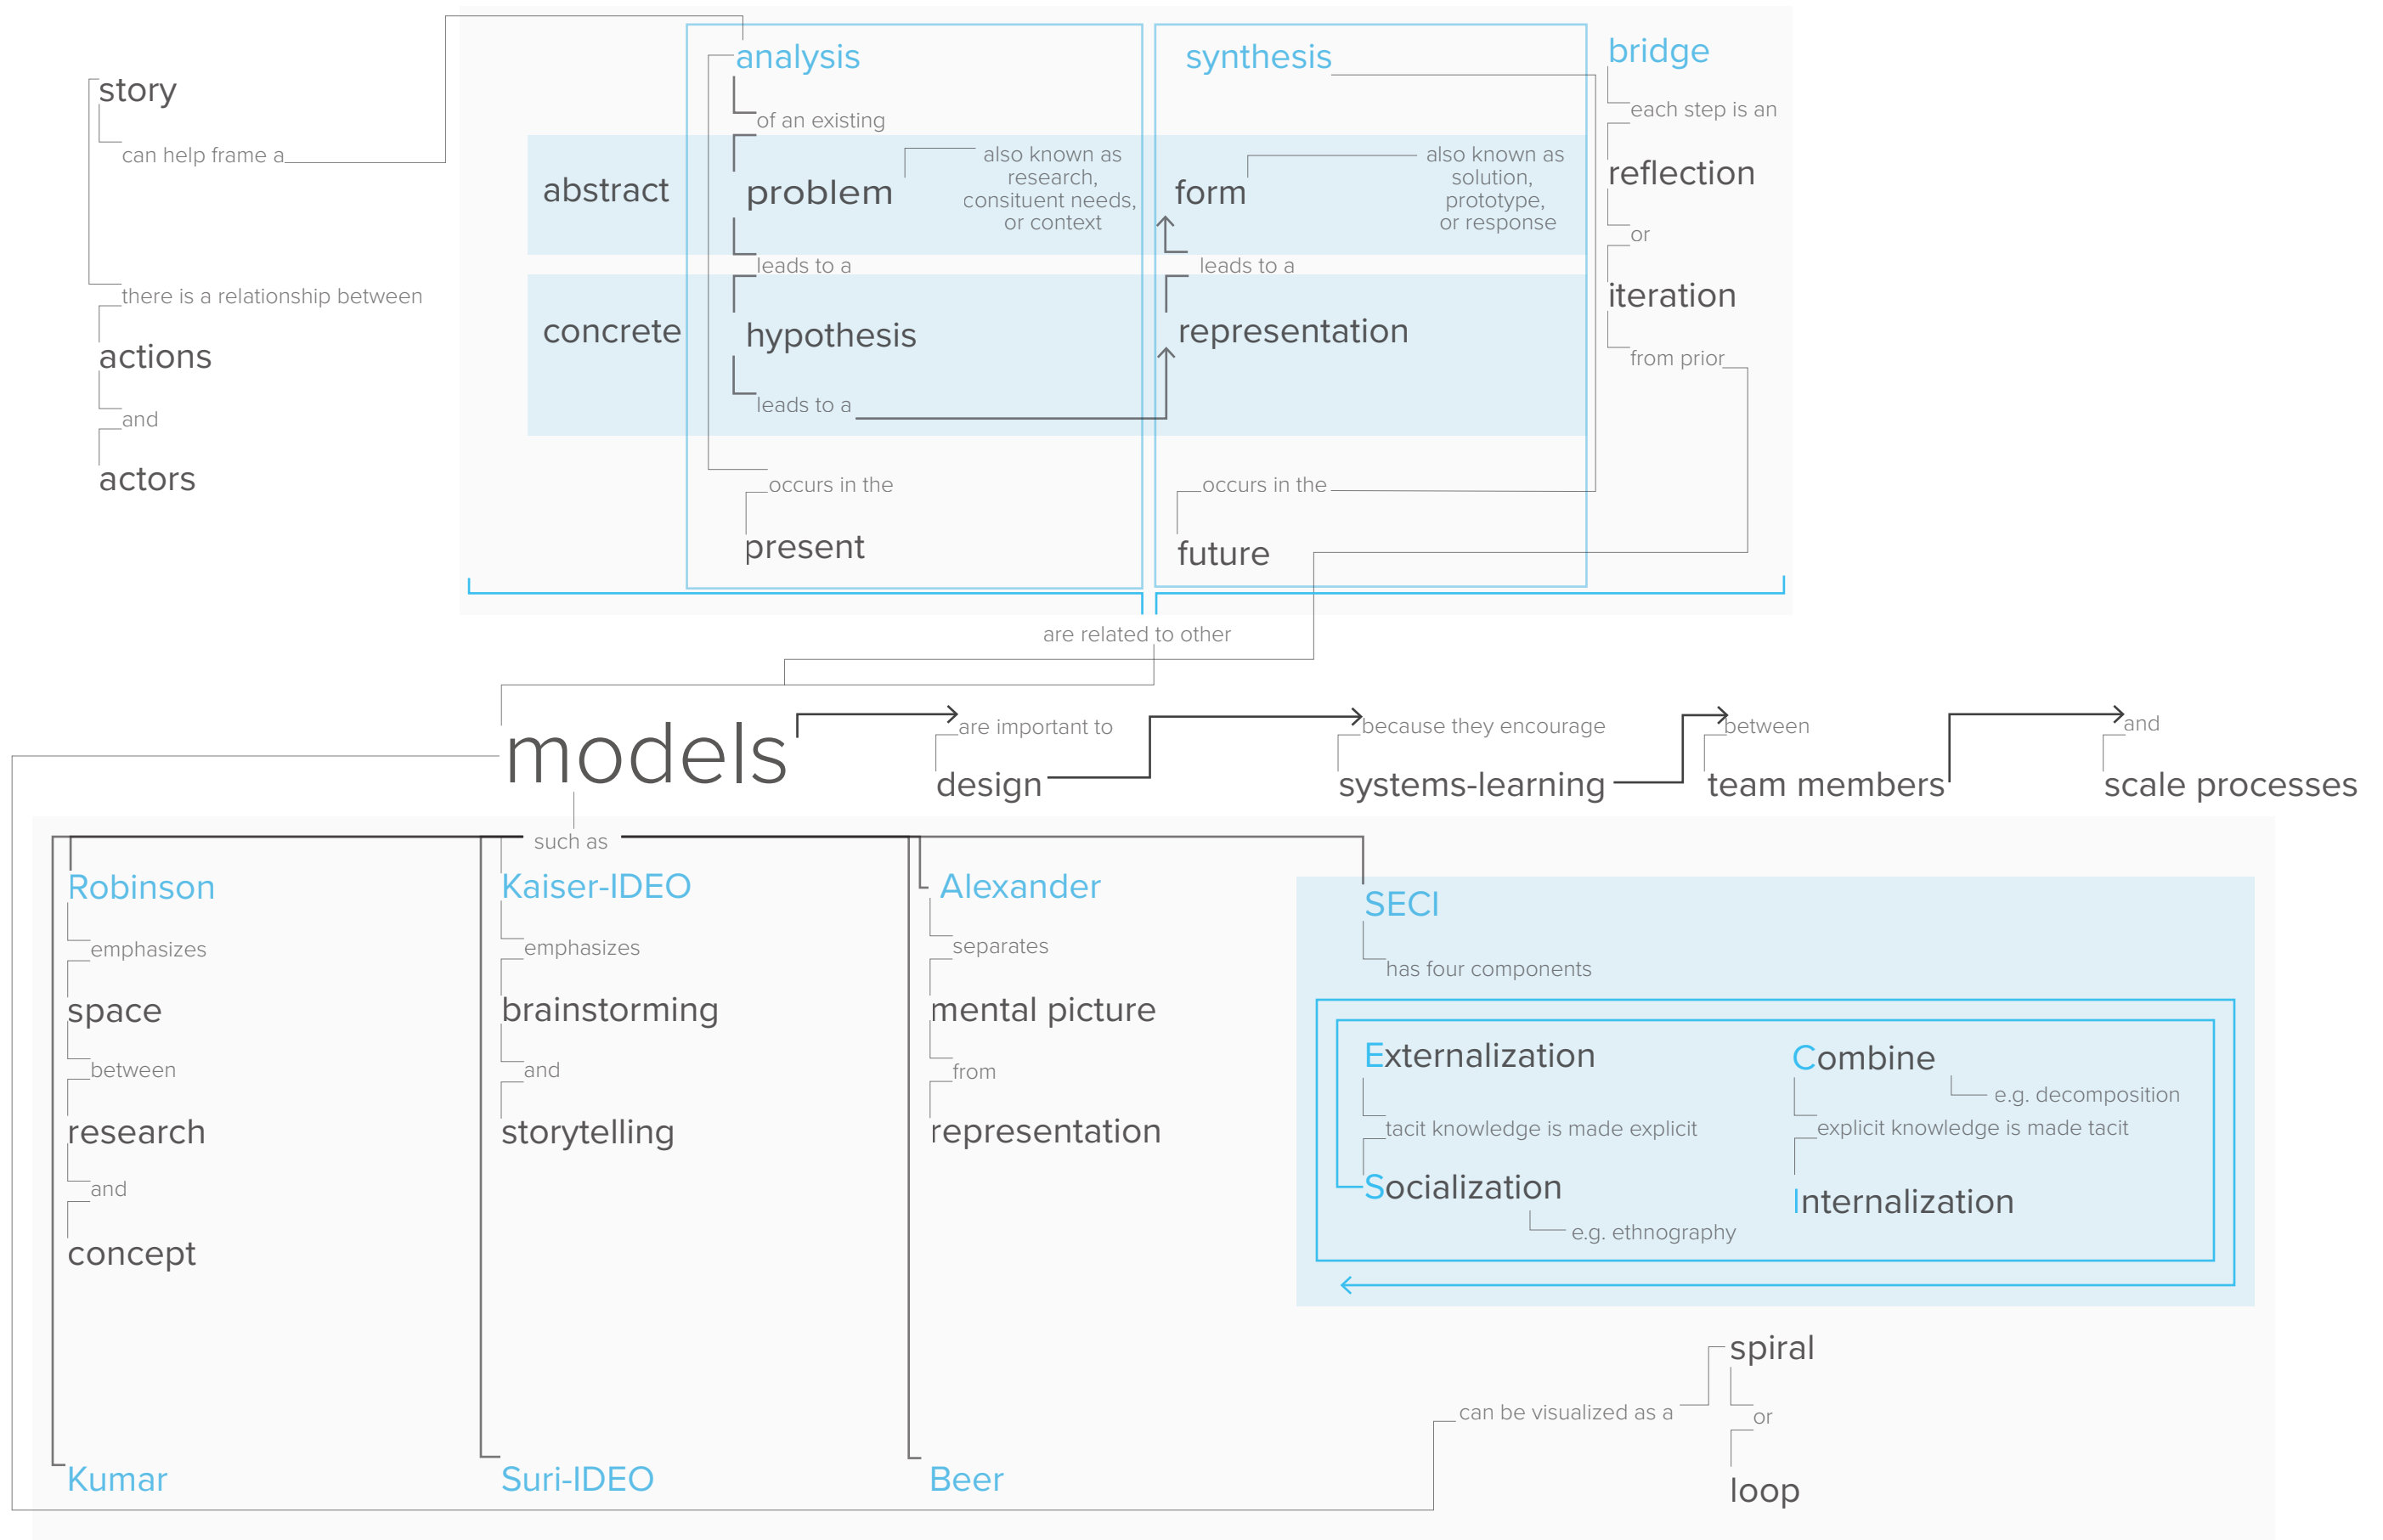 story
can help frame a
there is a relationship between
actions
and
actors
analysis
of an existing
abstract
problem
also known as
research,
consituent needs,
or context
leads to a
concrete
hypothesis
leads to a
occurs in the
present
synthesis
form
also known as
solution,
prototype,
or response
leads to a
representation
occurs in the
future
bridge
each step is an
reflection
or
iteration
from prior
are related to other
models
are important to
design
because they encourage
systems-learning
between
team members
and
scale processes
such as
Robinson
emphasizes
space
between
research
and
concept
Kumar
Kaiser-IDEO
emphasizes
brainstorming
and
storytelling
Suri-IDEO
Alexander
separates
mental picture
from
representation
Beer
SECI
has four components
Externalization
tacit knowledge is made explicit
Socialization
e.g. ethnography
Combine
e.g. decomposition
explicit knowledge is made tacit
Internalization
can be visualized as a
spiral
or
loop